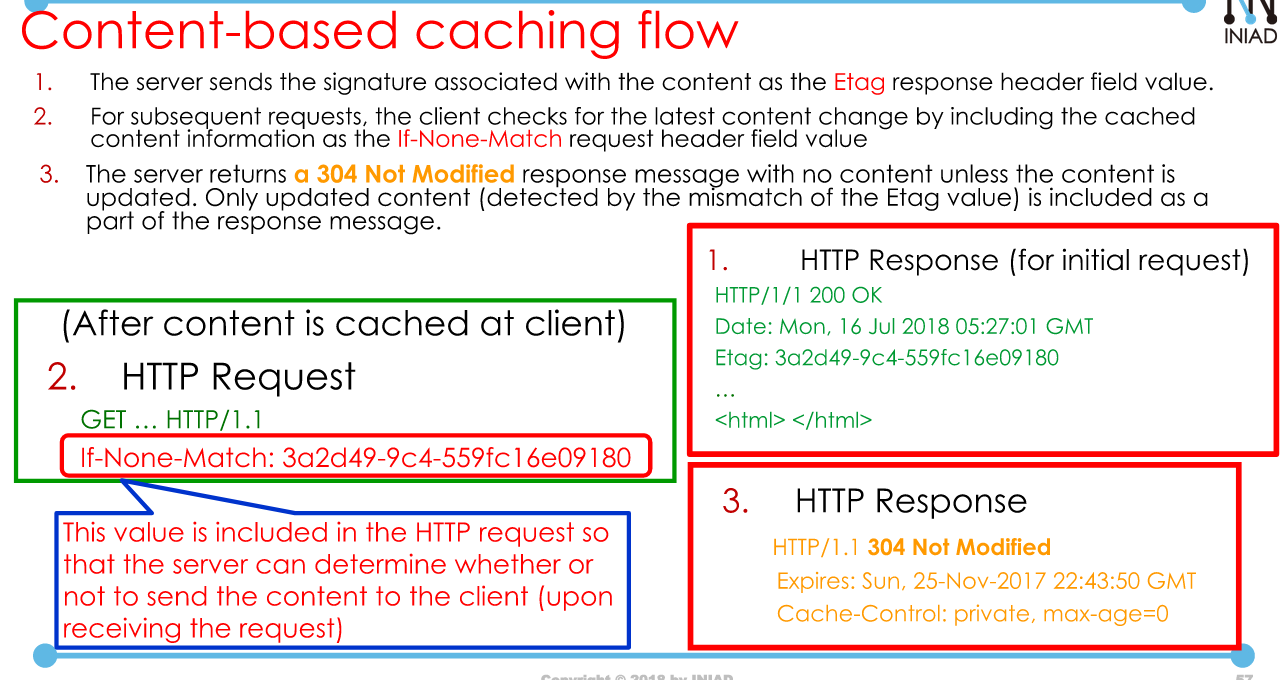 Content-based caching flow
INIAD
1. The server sends the signature associated with the content as the Etag response header field value.
2. For subsequent requests, the client checks for the latest content change by including the cached
content information as the If-None-Match request header field value
3. The server returns a 304 Not Modified response message with no content unless the content is
updated. Only updated content (detected by the mismatch of the Etag value) is included as a
part of the response message.
1. HTTP Response (for initial request)
HTTP/1/1 200 OK
Date: Mon, 16 Jul 2018 05:27:01 GMT
Etag: 3a2d49-9c4-559fc16e09180
...
<html> </html>
(After content is cached at client)
2. HTTP Request
GET ... HTTP/1.1
If-None-Match: 3a2d49-9c4-559fc16e09180
This value is included in the HTTP request so
that the server can determine whether or
not to send the content to the client (upon
receiving the request)
3. HTTP Response
HTTP/1.1 304 Not Modified
Expires: Sun, 25-Nov-2017 22:43:50 GMT
Cache-Control: private, max-age=0
Copyright © 2018 by INIAD
57